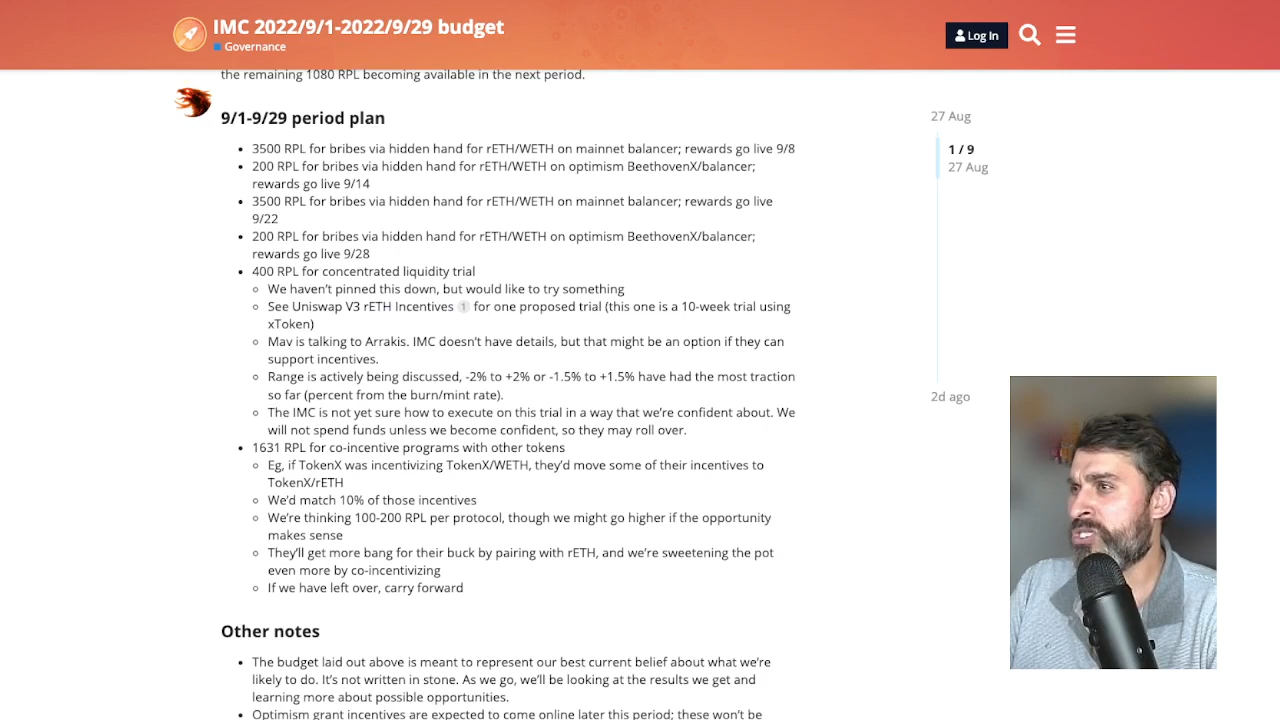 IMC 2022/9/1-2022/9/29 budget
Governance
Log In
the remaining 1080 RPL becoming available in the next period.
9/1-9/29 period plan
3500 RPL for bribes via hidden hand for rETH/WETH on mainnet balancer; rewards go live 9/8
200 RPL for bribes via hidden hand for rETH/WETH on optimism BeethovenX/balancer;
rewards go live 9/14
3500 RPL for bribes via hidden hand for rETH/WETH on mainnet balancer; rewards go live
9/22
200 RPL for bribes via hidden hand for rETH/WETH on optimism BeethovenX/balancer;
rewards go live 9/28
400 RPL for concentrated liquidity trial
We haven’t pinned this down, but would like to try something
See Uniswap V3 rETH Incentives 1 for one proposed trial (this one is a 10-week trial using
xToken)
Mav is talking to Arrakis. IMC doesn’t have details, but that might be an option if they can
support incentives.
Range is actively being discussed, -2% to +2% or -1.5% to +1.5% have had the most traction
so far (percent from the burn/mint rate).
The IMC is not yet sure how to execute on this trial in a way that we’re confident about. We
will not spend funds unless we become confident, so they may roll over.
1631 RPL for co-incentive programs with other tokens
Eg, if TokenX was incentivizing TokenX/WETH, they’d move some of their incentives to
TokenX/rETH
We’d match 10% of those incentives
We’re thinking 100-200 RPL per protocol, though we might go higher if the opportunity
makes sense
They’ll get more bang for their buck by pairing with rETH, and we’re sweetening the pot
even more by co-incentivizing
If we have left over, carry forward
Other notes
The budget laid out above is meant to represent our best current belief about what we’re
likely to do. It’s not written in stone. As we go, we’ll be looking at the results we get and
learning more about possible opportunities.
Optimism grant incentives are expected to come online later this period; these won’t be
27 Aug
1 / 9
27 Aug
2d ago